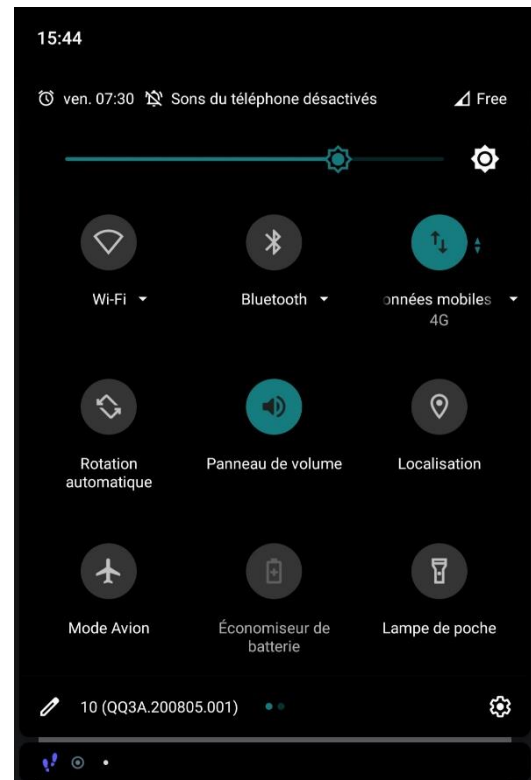 15:44
ven. 07:30 Sons du téléphone désactivés Free
Wi-Fi Bluetooth onnées mobiles
4G
Rotation Panneau de volume Localisation
automatique
Mode Avion Économiseur de Lampe de poche
batterie
10 (QQ3A.200805.001)